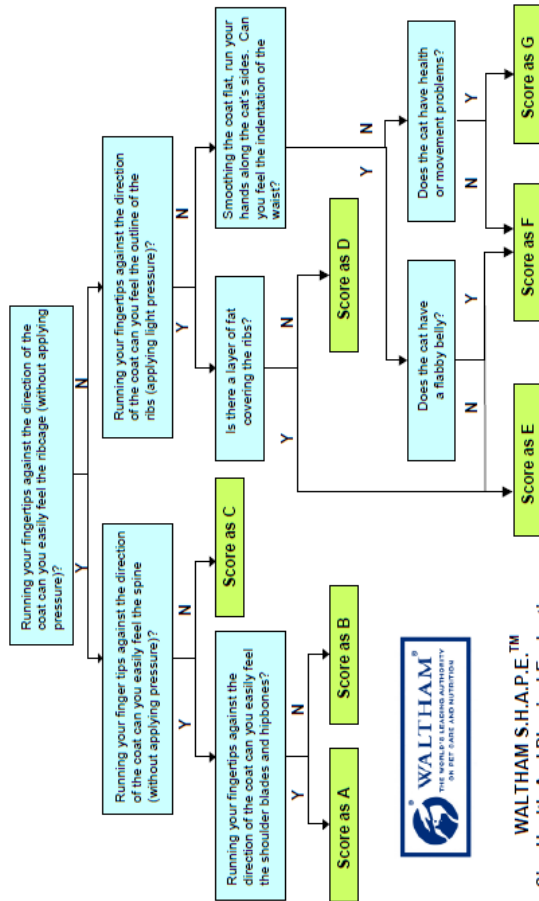 Running your fingertips against the direction of the
coat can you easily feel the ribcage (without applying
pressure)?
Y
N
Running your finger tips against the direction
of the coat can you easily feel the spine
(without applying pressure)?
Running your fingertips against the direction
of the coat can you feel the outline of the
ribs (applying light pressure)?
Y
N
Y
N
Running your fingertips against the
direction of the coat can you easily feel
the shoulder blades and hipbones?
Score as C
Is there a layer of fat
covering the ribs?
Smoothing the coat flat, run your
hands along the cat's sides. Can
you feel the indentation of the
waist?
Y
N
Y
N
Y
N
Score as A
Score as B
Score as D
Does the cat have
a flabby belly?
Does the cat have health
or movement problems?
N
Y
N
Y
Score as E
Score as F
Score as G
WALTHAM®
THE WORLD'S LEADING AUTHORITY
ON PET CARE AND NUTRITION
®
WALTHAM S.H.A.P.E.™